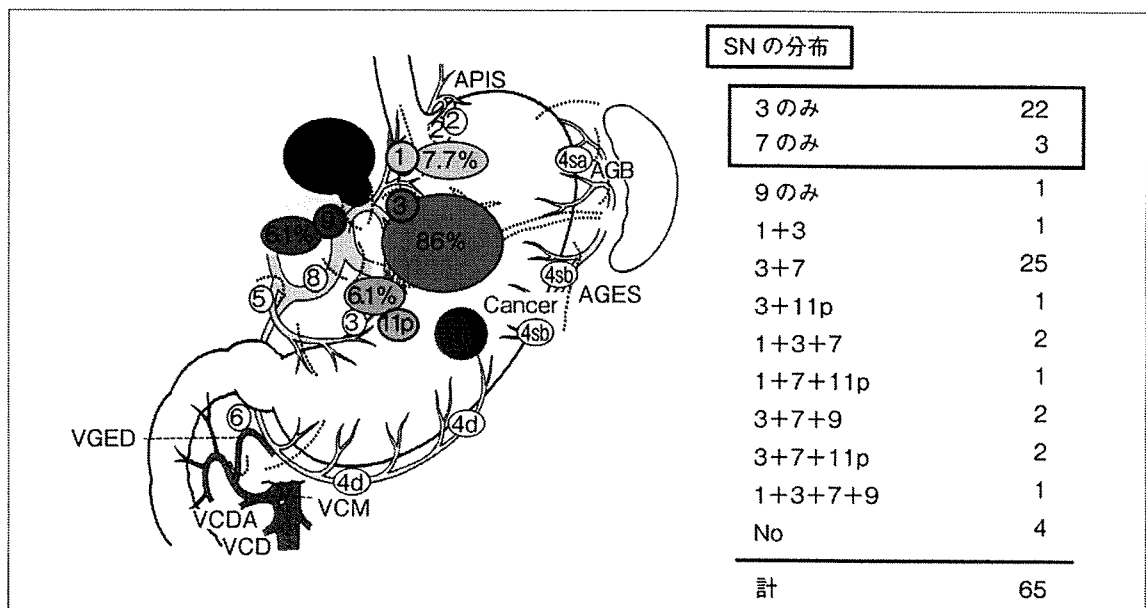 SN の分布
3 のみ 22
7 のみ 3
9 のみ 1
1+3 1
3+7 25
3+11p 1
1+3+7 2
1+7+11p 1
3+7+9 2
3+7+11p 2
1+3+7+9 1
No 4
計 65
APIS
2
2
1
7.7%
4sa
AGB
3
6.1%
9
86%
8
4sb
AGES
5
6.1%
Cancer
3
11p
4sb
6
4d
VGED
4d
VCM
VCDA
VCD